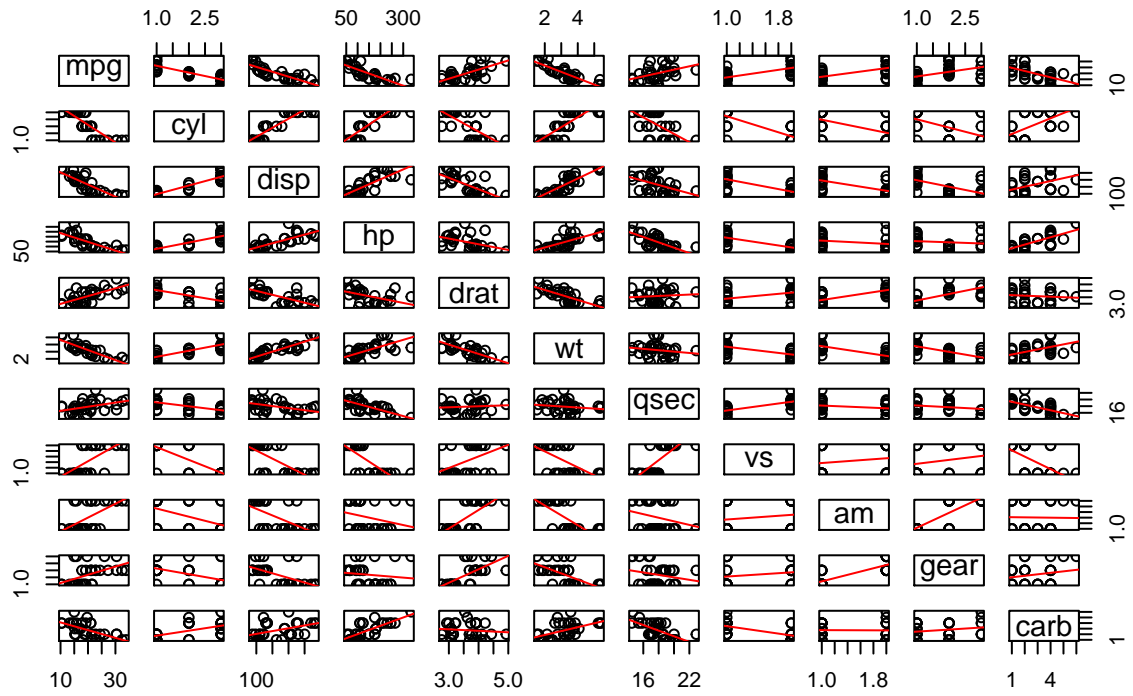 1.0 2.5 50 300 2 4 1.0 1.8 1.0 2.5
mpg 10
1.0 cyl
disp 100
50 hp
drat 3.0
2 wt
qsec 16
1.0 vs
am 1.0
1.0 gear
carb 1
10 30 100 3.0 5.0 16 22 1.0 1.8 1 4